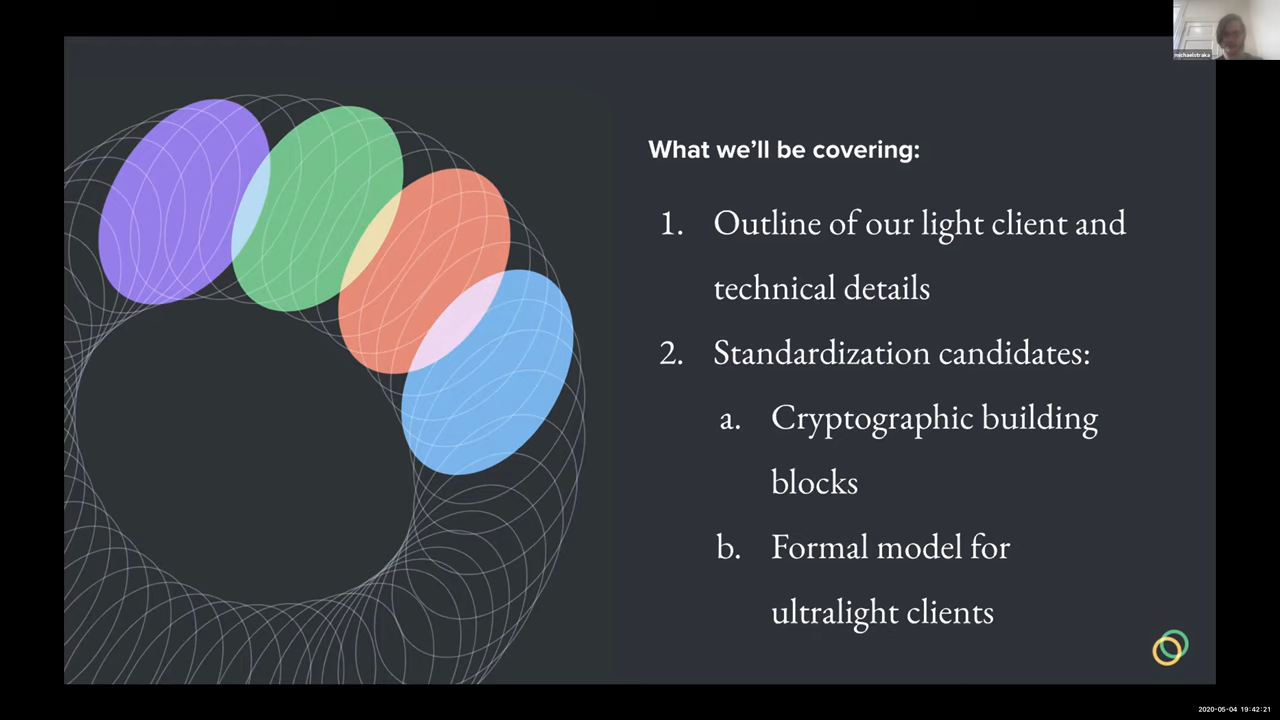 michaelstraka
What we'll be covering:
1. Outline of our light client and
technical details
2. Standardization candidates:
a. Cryptographic building
blocks
b. Formal model for
ultralight clients
2020-05-04 19:42:21